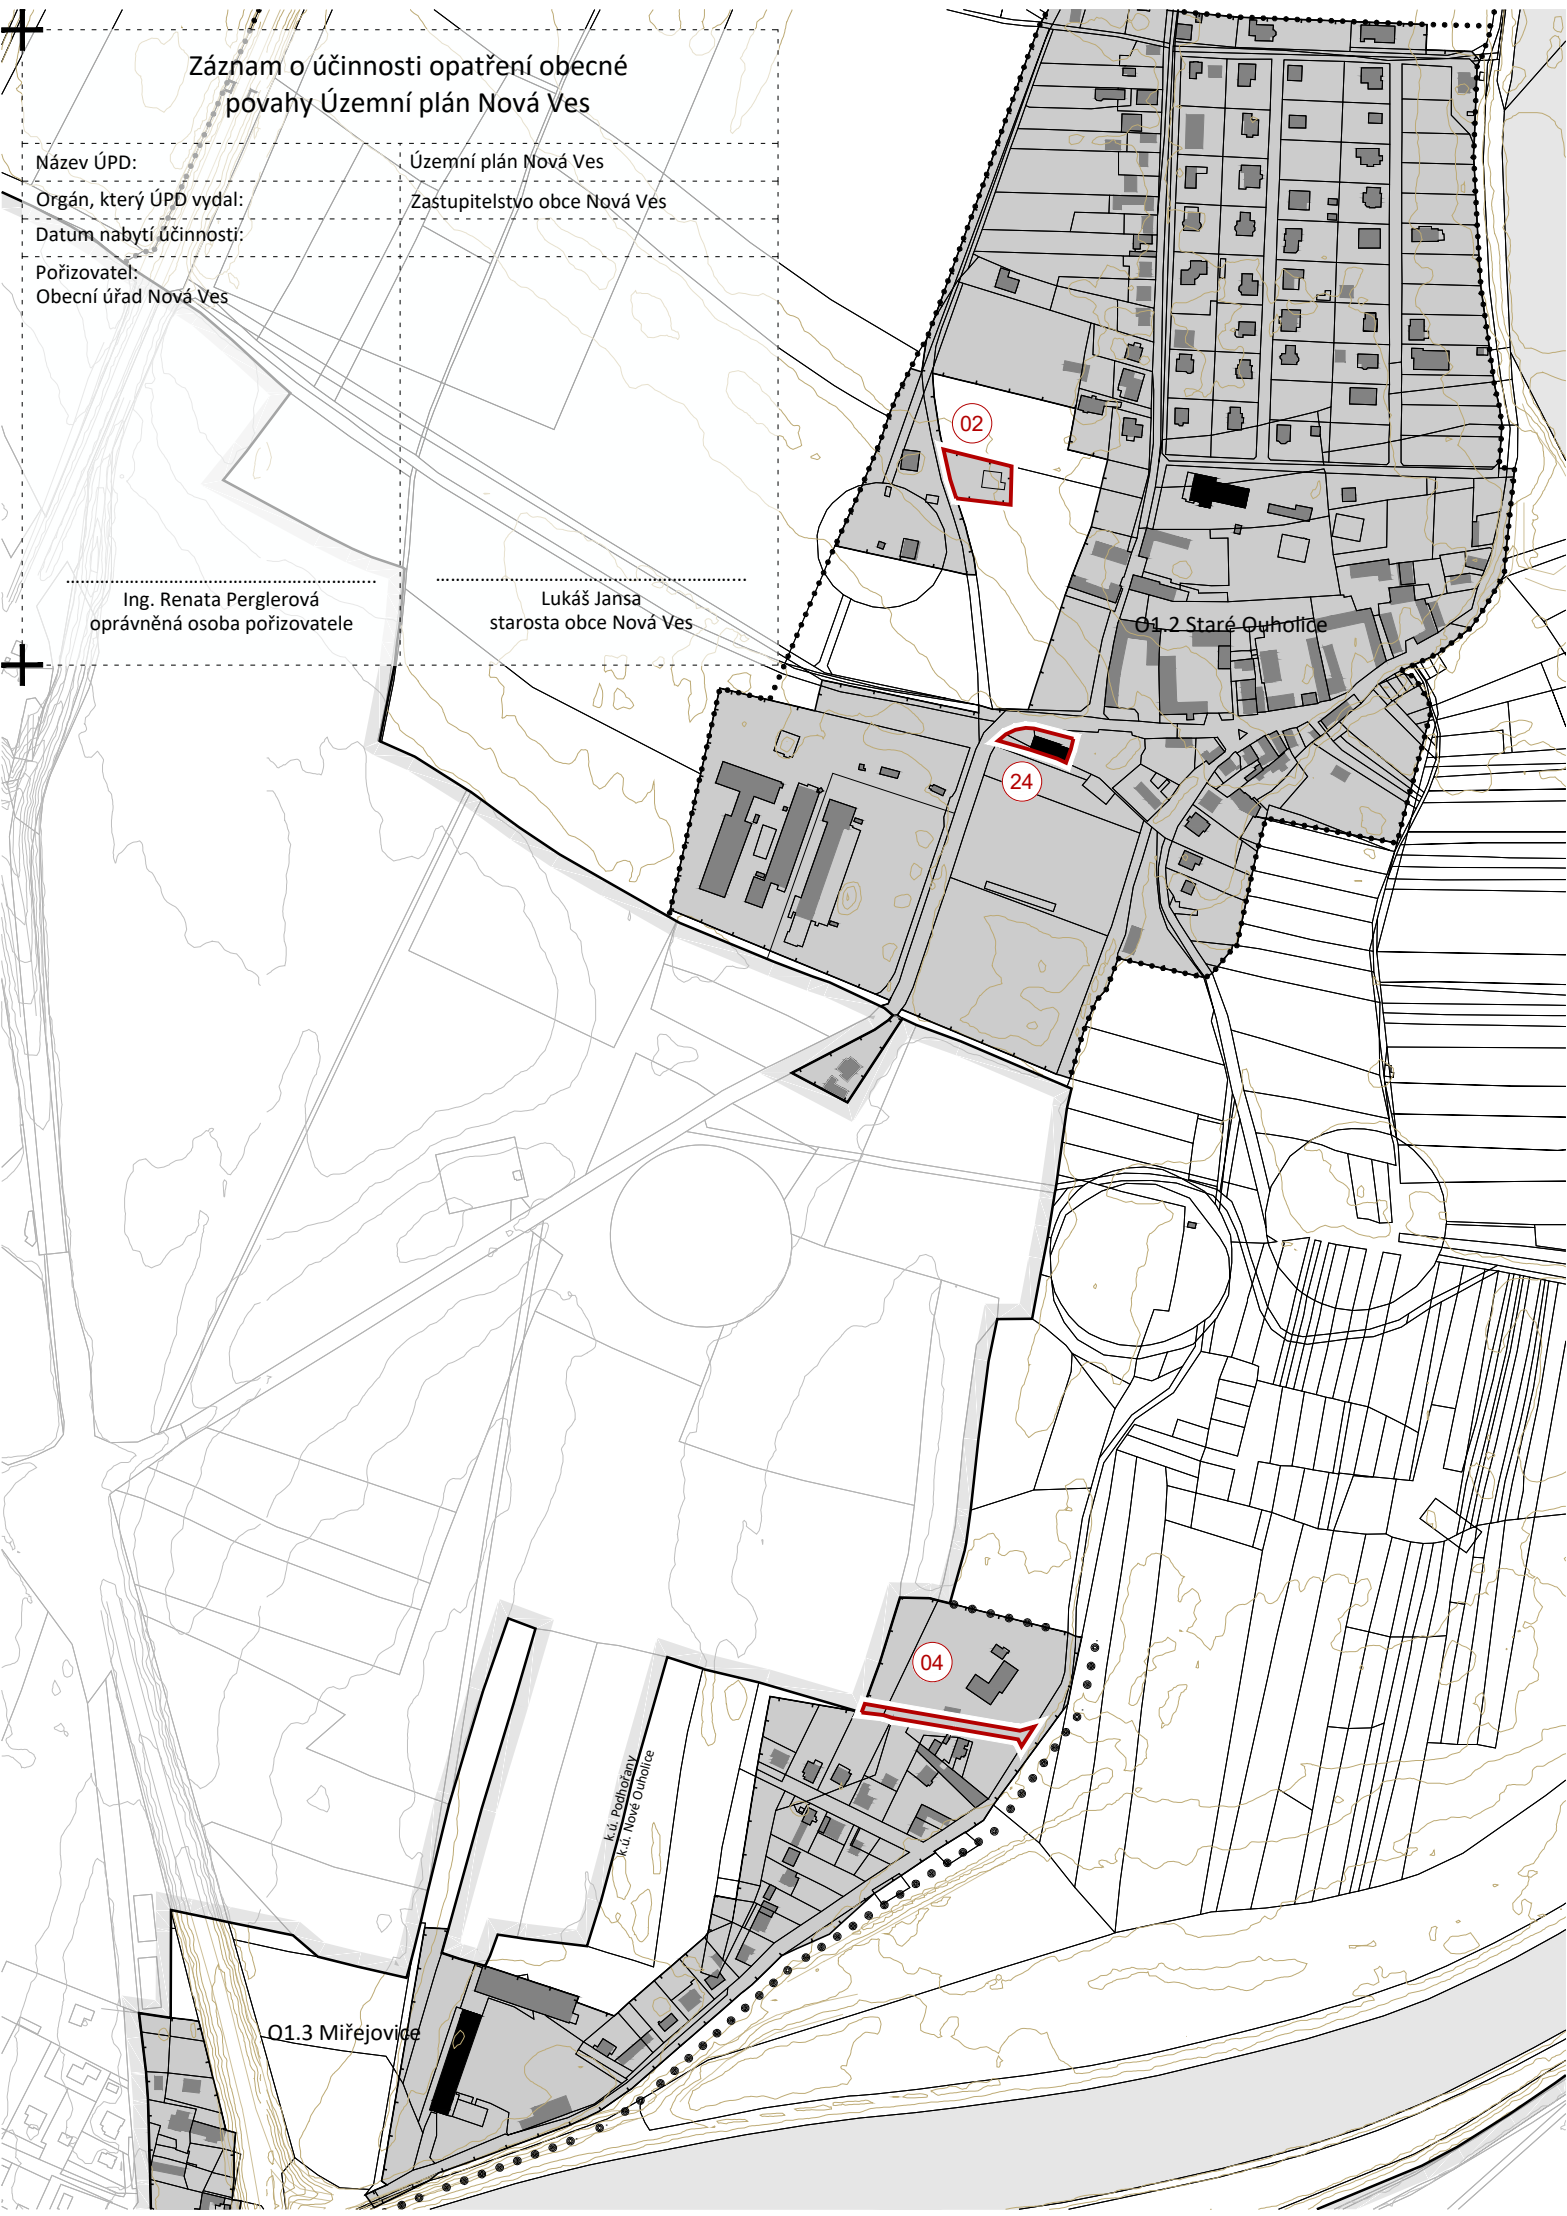 Záznam o účinnosti opatření obecné
povahy Územní plán Nová Ves
Název ÚPD:
Územní plán Nová Ves
Orgán, který ÚPD vydal:
Zastupitelstvo obce Nová Ves
Datum nabytí účinnosti:
Pořizovatel:
Obecní úřad Nová Ves
Ing. Renata Perglerová
oprávněná osoba pořizovatele
Lukáš Jansa
starosta obce Nová Ves
02
O1.2 Staré Ouholice
24
04
k.ú. Podhořany
k.ú. Nové Ouholice
O1.3 Miřejovice